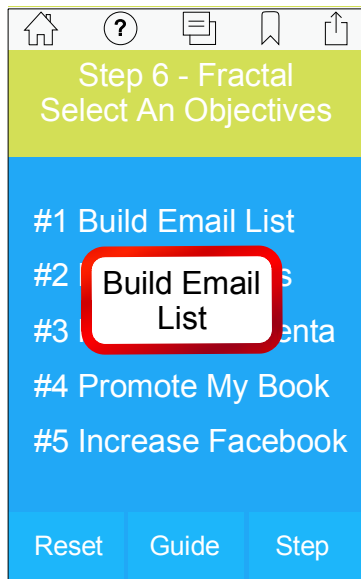 ?
Step 6 - Fractal
Select An Objectives
#1 Build Email List
#2
Build Email
List
#3
#4 Promote My Book
#5 Increase Facebook
Reset Guide Step